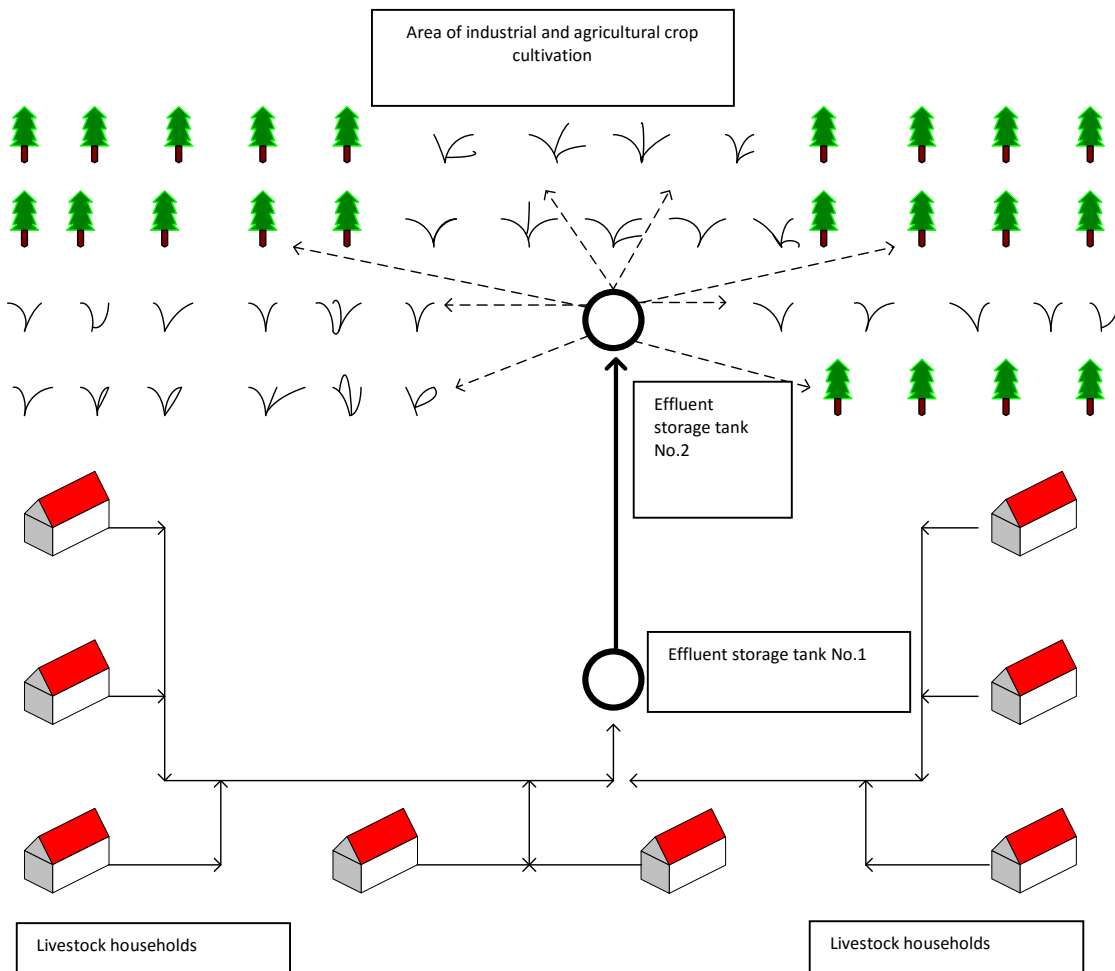 Area of industrial and agricultural crop
cultivation
Effluent
storage tank
No.2
Effluent storage tank No.1
Livestock households
Livestock households